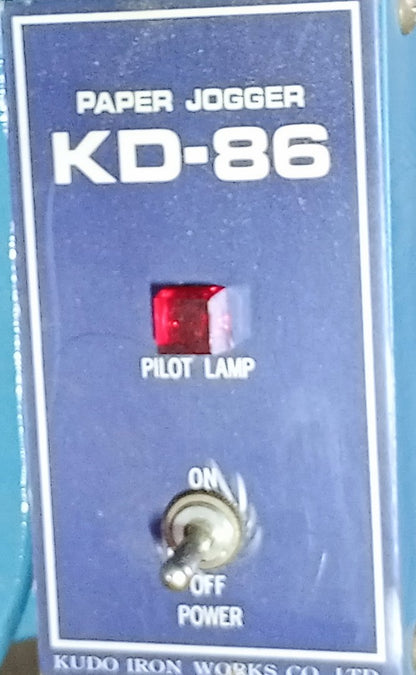 PAPER JOGGER
KD-86
PILOT LAMP
ON
OFF
POWER
KUDO IRON WORKS CO., LTD